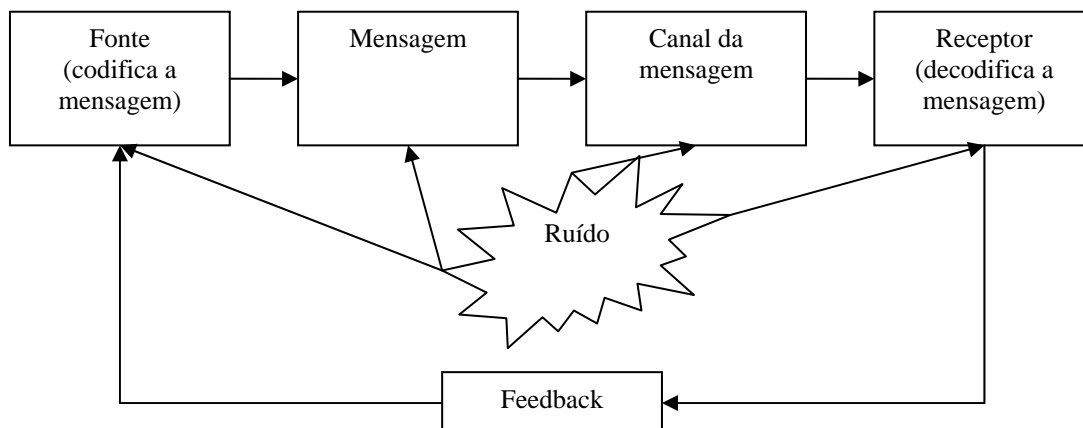 Fonte
(codifica a
mensagem)
Mensagem
Canal da
mensagem
Receptor
(decodifica a
mensagem)
Ruído
Feedback